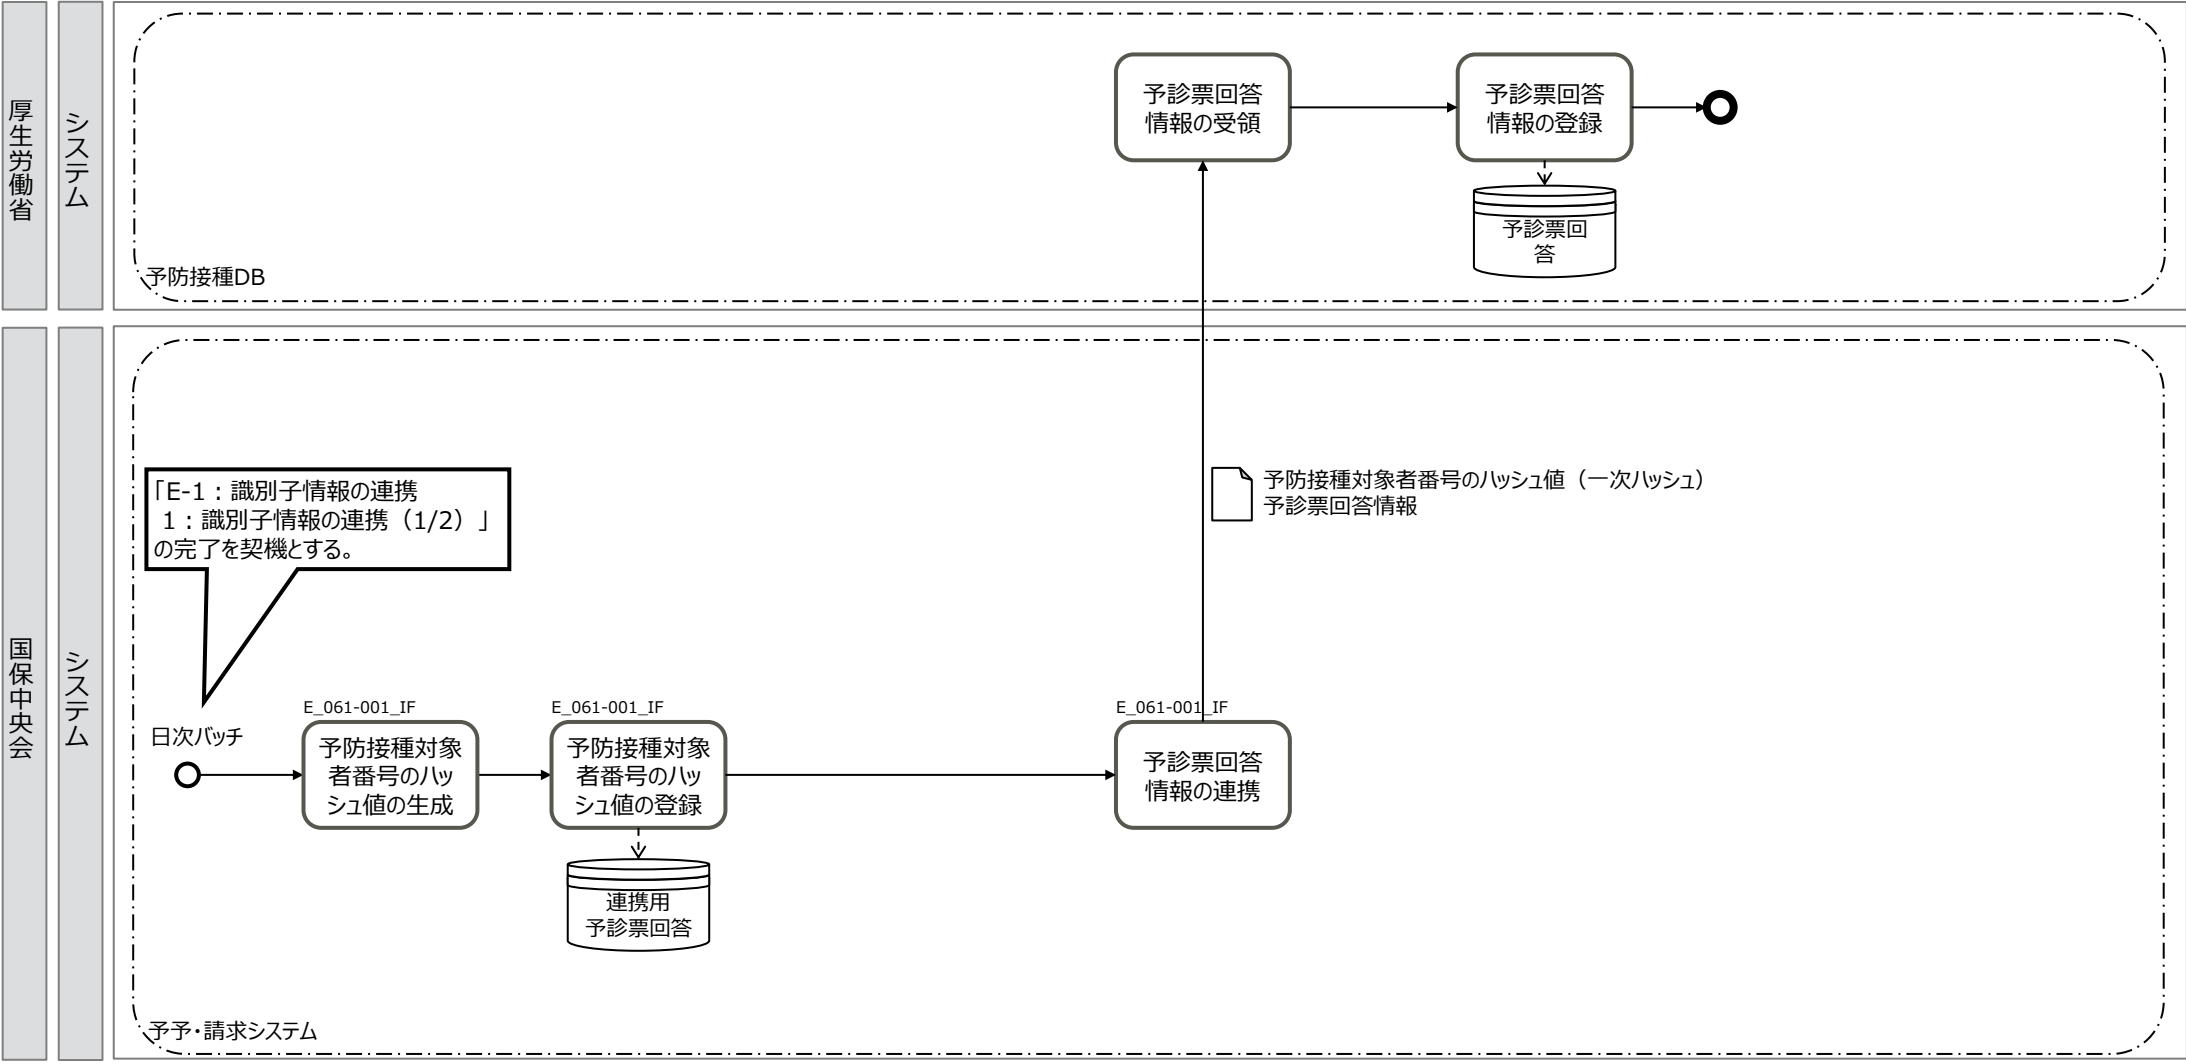 厚生労働省
システム
予診票回答
情報の受領
予診票回答
情報の登録
予診票回
答
予防接種DB
国保中央会
システム
「E-1：識別子情報の連携
1：識別子情報の連携（1/2）」
の完了を契機とする。
予防接種対象者番号のハッシュ値（一次ハッシュ）
予診票回答情報
日次バッチ
E_061-001_IF
予防接種対象
者番号のハッ
シュ値の生成
E_061-001_IF
予防接種対象
者番号のハッ
シュ値の登録
連携用
予診票回答
E_061-001_IF
予診票回答
情報の連携
予予・請求システム